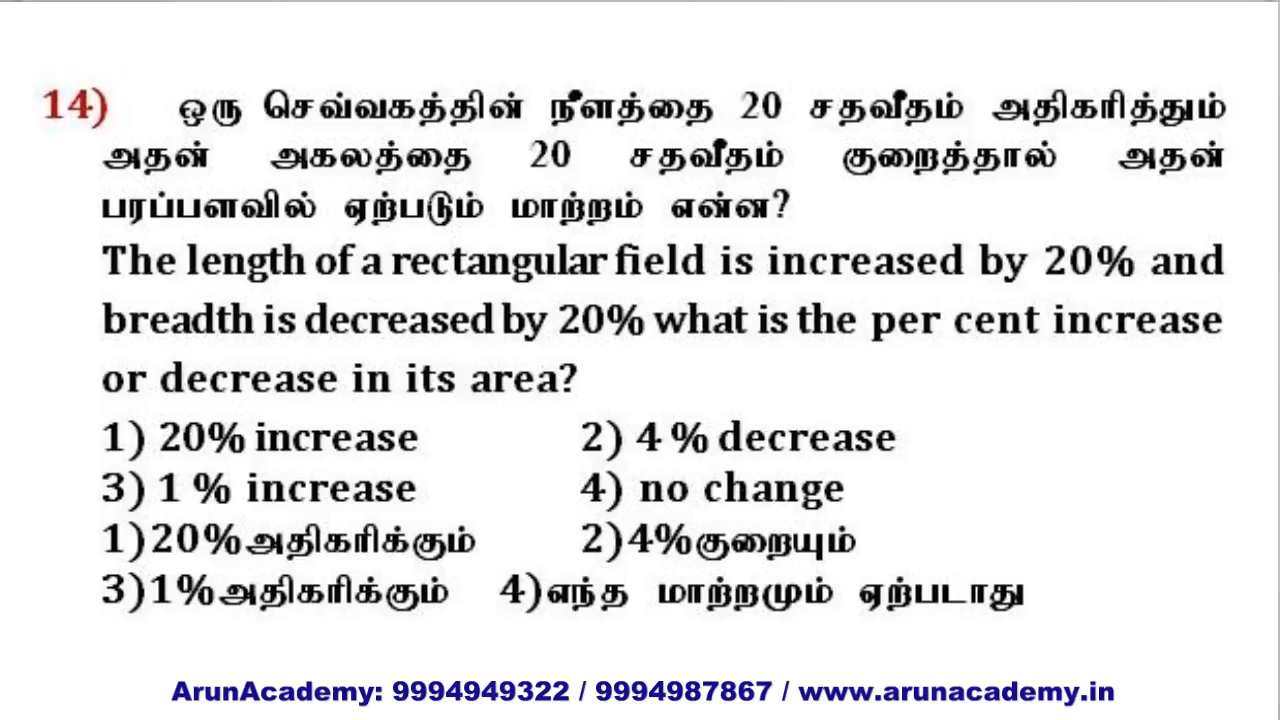 14) ஒரு செவ்வகத்தின் நீளத்தை 20 சதவீதம் அதிகரித்தும்
அதன் அகலத்தை 20 சதவீதம் குறைத்தால் அதன்
பரப்பளவில் ஏற்படும் மாற்றம் என்ன?
The length of a rectangular field is increased by 20% and
breadth is decreased by 20% what is the per cent increase
or decrease in its area?
1) 20% increase 2) 4 % decrease
3) 1 % increase 4) no change
1)20%அதிகரிக்கும் 2)4%குறையும்
3)1%அதிகரிக்கும் 4)எந்த மாற்றமும் ஏற்படாது
ArunAcademy: 9994949322 / 9994987867 / www.arunacademy.in